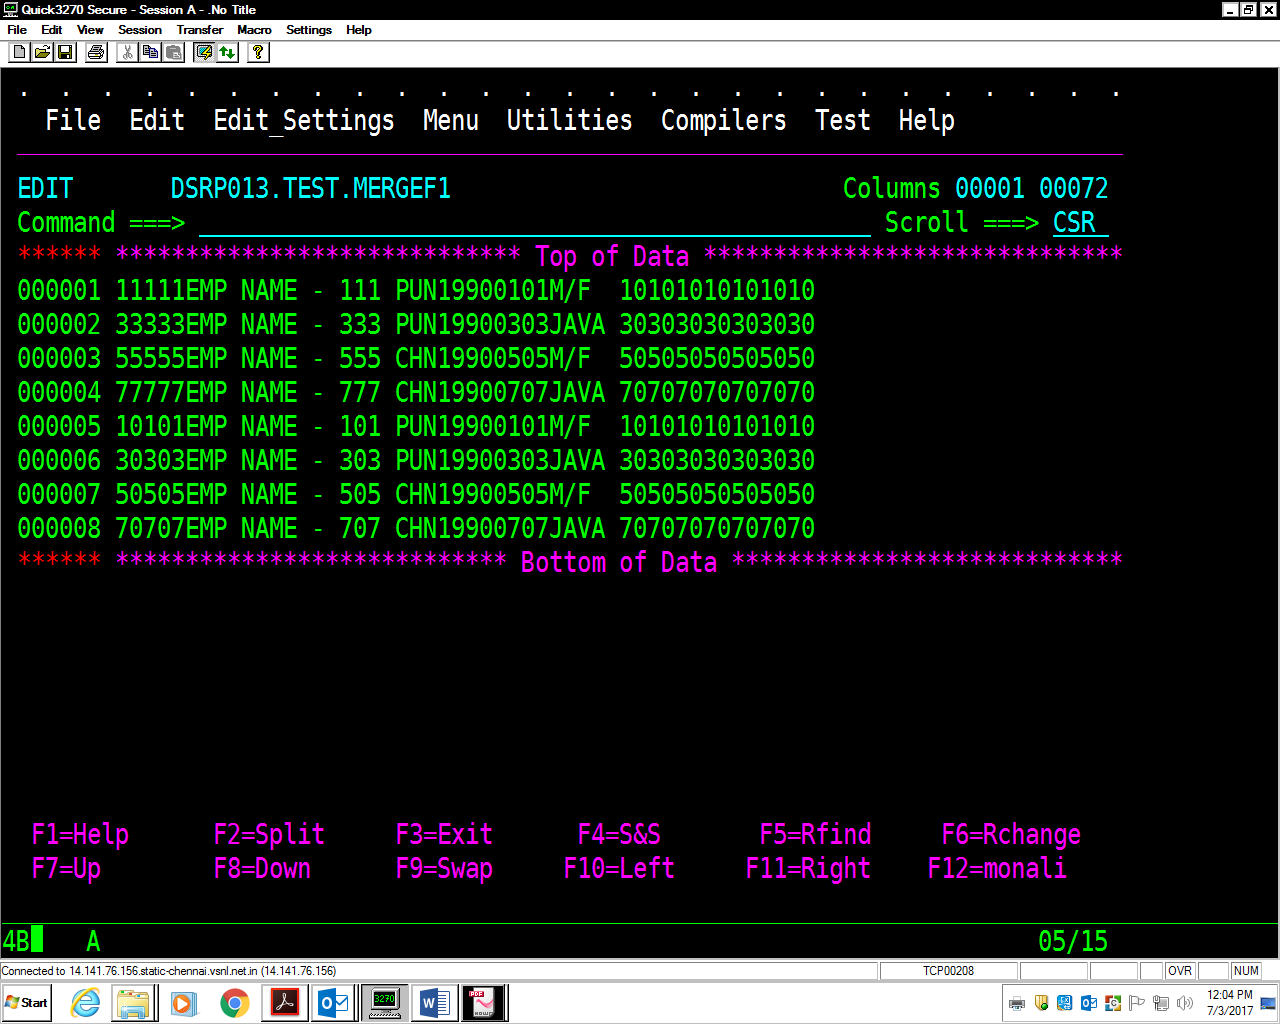 Quick3270 Secure - Session A - .No Title
File Edit View Session Transfer Macro Settings Help
. . . . . . . . . . . . . . . . . . . . . . . . . . .
File Edit Edit_Settings Menu Utilities Compilers Test Help
EDIT DSRP013.TEST.MERGEF1 Columns 00001 00072
Command ===> Scroll ===> CSR
****** ***************************** Top of Data ******************************
000001 11111EMP NAME - 111 PUN19900101M/F  10101010101010
000002 33333EMP NAME - 333 PUN19900303JAVA 30303030303030
000003 55555EMP NAME - 555 CHN19900505M/F  50505050505050
000004 77777EMP NAME - 777 CHN19900707JAVA 70707070707070
000005 10101EMP NAME - 101 PUN19900101M/F  10101010101010
000006 30303EMP NAME - 303 PUN19900303JAVA 30303030303030
000007 50505EMP NAME - 505 CHN19900505M/F  50505050505050
000008 70707EMP NAME - 707 CHN19900707JAVA 70707070707070
****** **************************** Bottom of Data ****************************
F1=Help F2=Split F3=Exit F4=S&S F5=Rfind F6=Rchange
F7=Up F8=Down F9=Swap F10=Left F11=Right F12=monali
4B A 05/15
Connected to 14.141.76.156.static-chennai.vsnl.net.in (14.141.76.156) TCP00208 OVR NUM
Start 3270 12:04 PM
7/3/2017